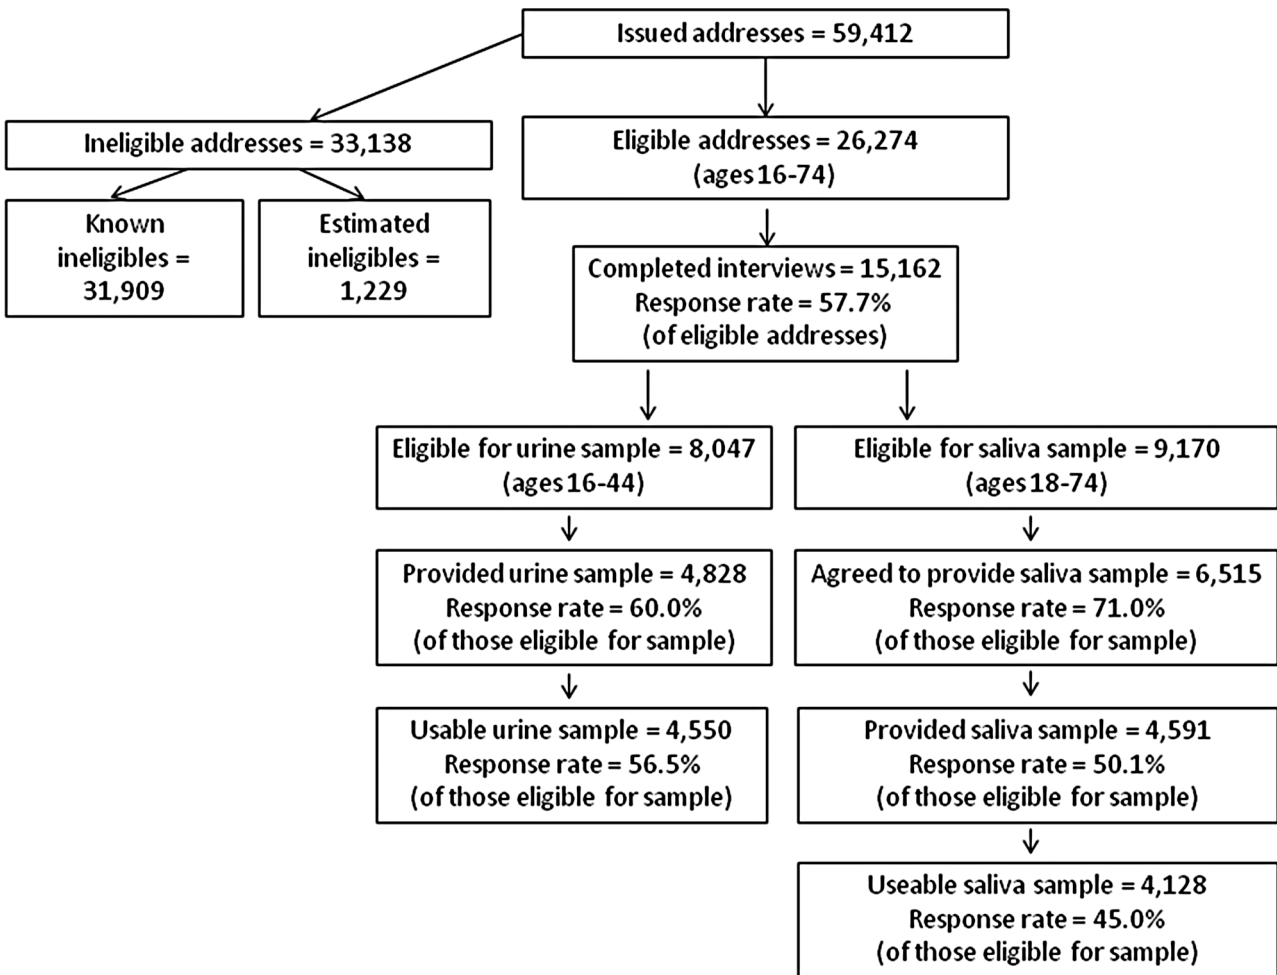 Issued addresses = 59,412
Ineligible addresses = 33,138
Eligible addresses = 26,274
(ages 16-74)
Known
ineligibles =
31,909
Estimated
ineligibles =
1,229
Completed interviews = 15,162
Response rate = 57.7%
(of eligible addresses)
Eligible for urine sample = 8,047
(ages 16-44)
Eligible for saliva sample = 9,170
(ages 18-74)
Provided urine sample = 4,828
Response rate = 60.0%
(of those eligible for sample)
Agreed to provide saliva sample = 6,515
Response rate = 71.0%
(of those eligible for sample)
Usable urine sample = 4,550
Response rate = 56.5%
(of those eligible for sample)
Provided saliva sample = 4,591
Response rate = 50.1%
(of those eligible for sample)
Useable saliva sample = 4,128
Response rate = 45.0%
(of those eligible for sample)